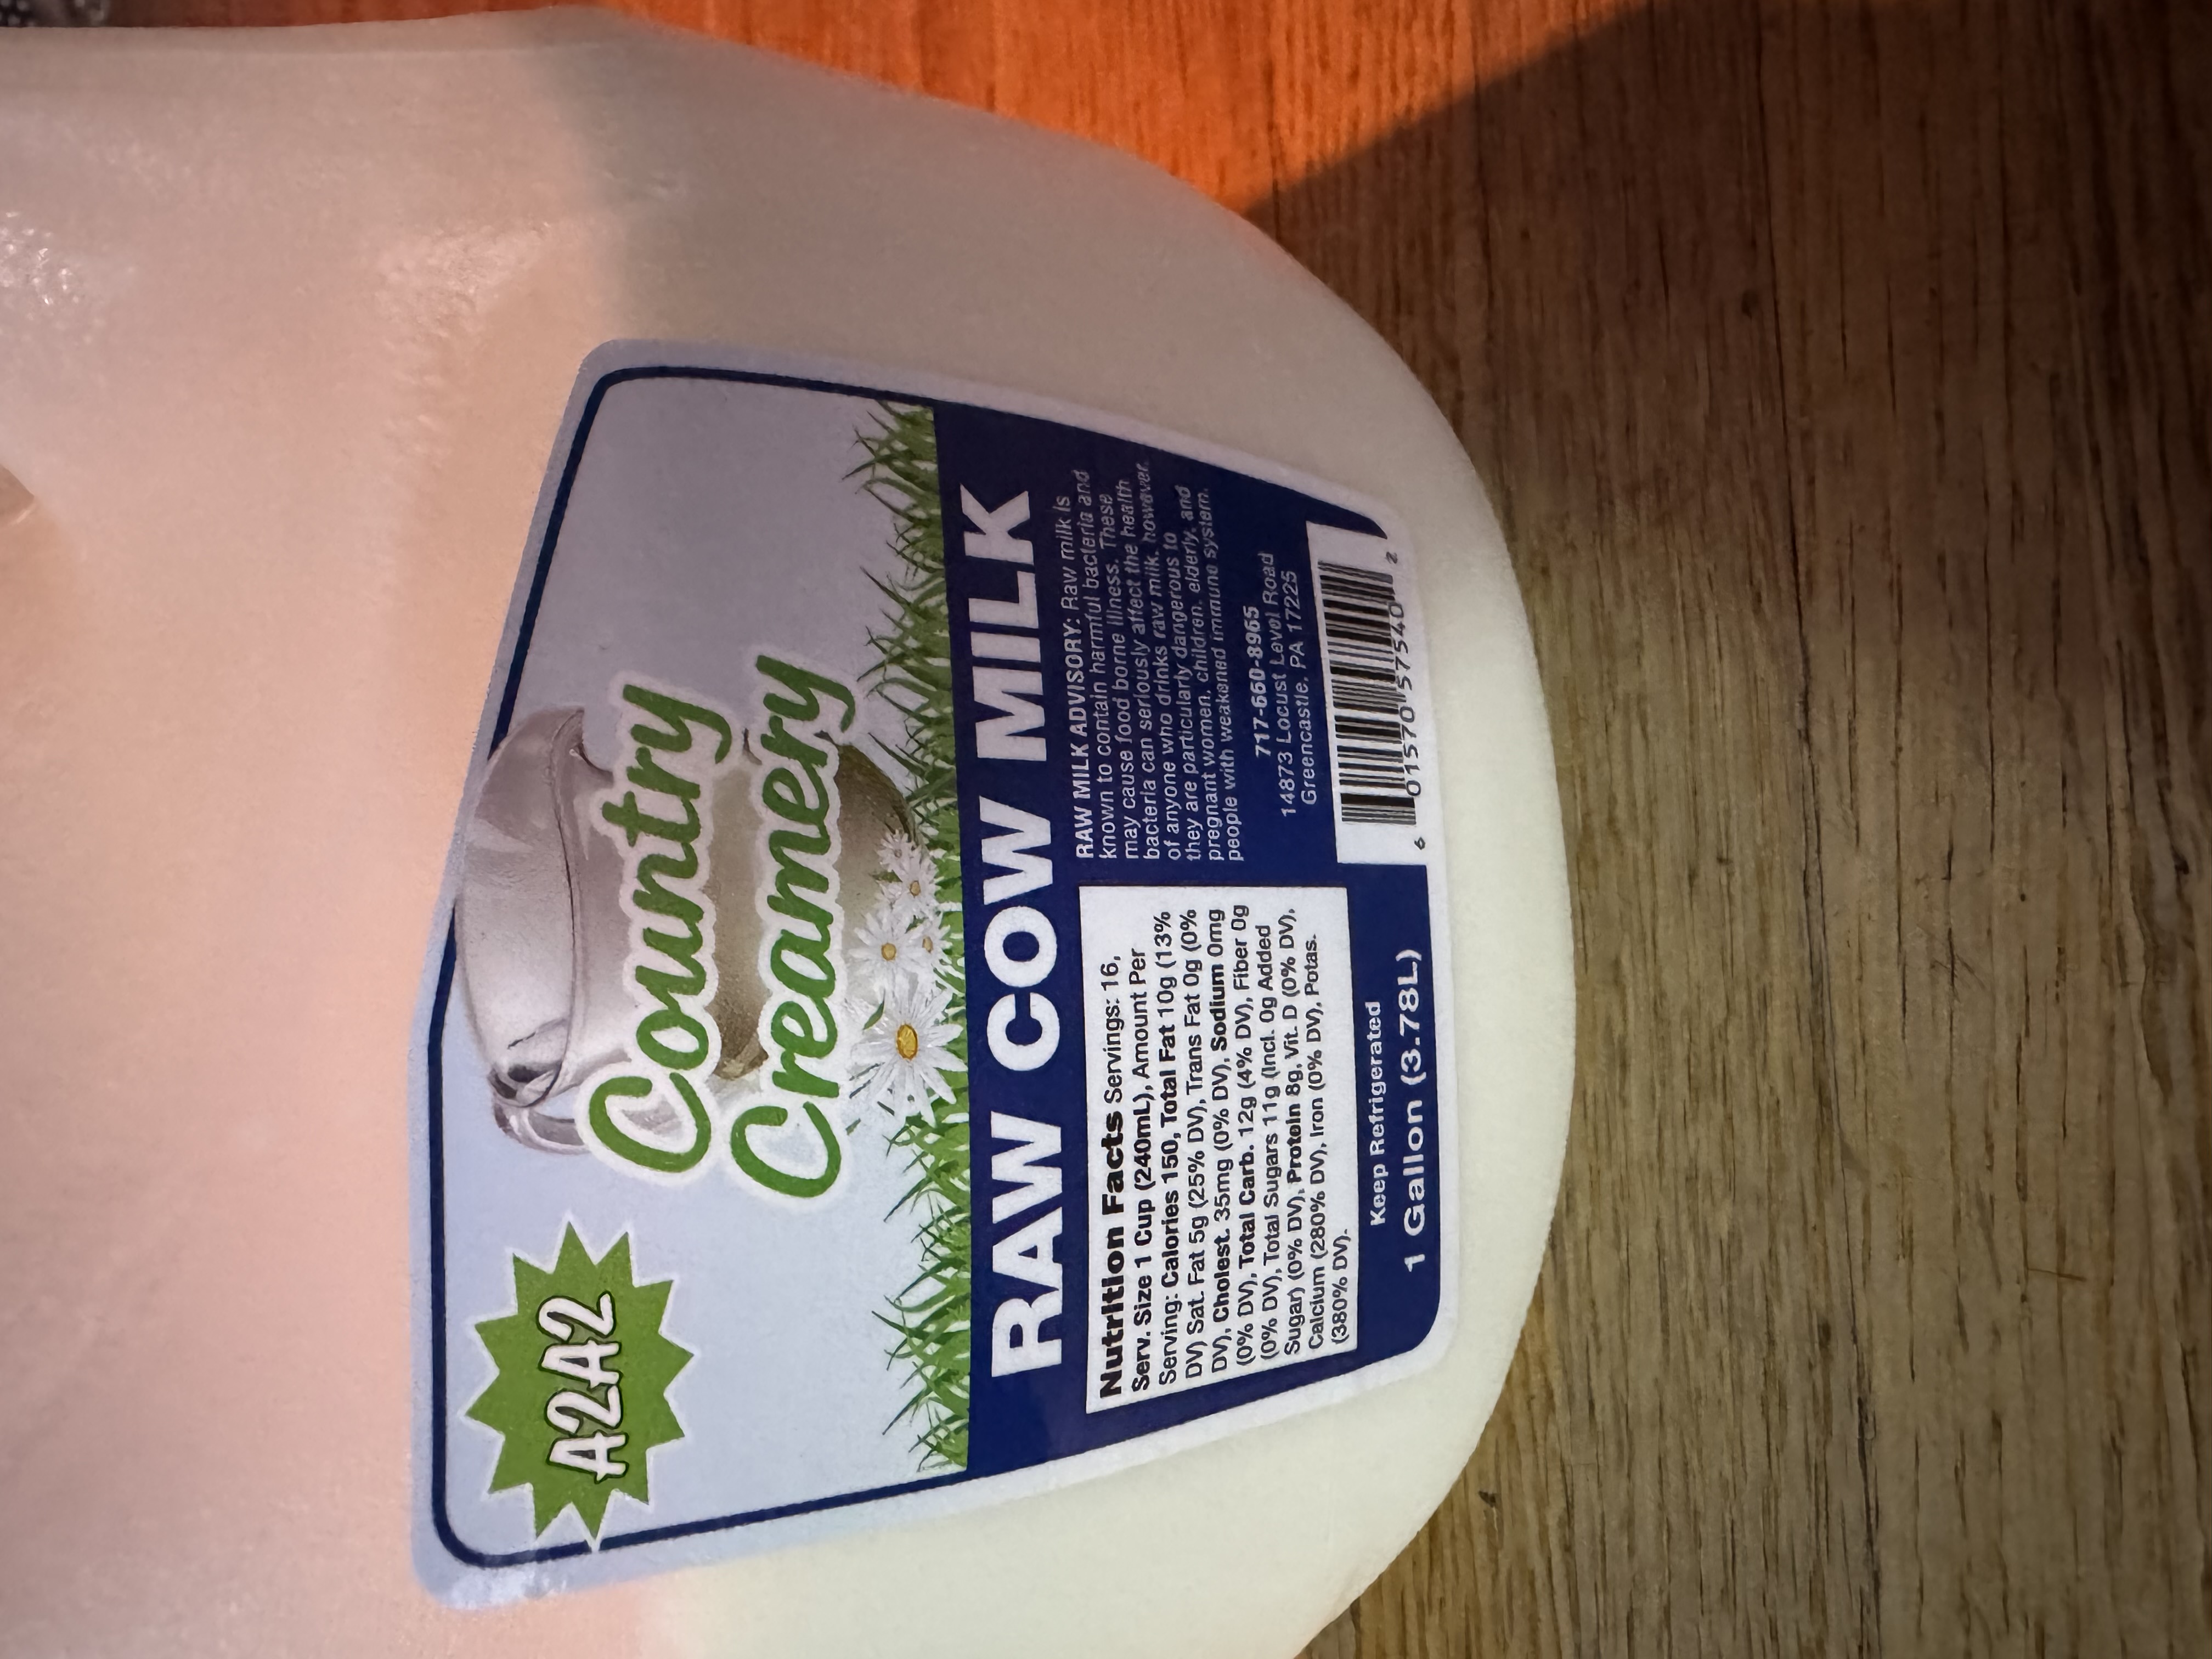 A2A2
Country
Creamery
RAW COW MILK
Nutrition Facts Servings: 16,
Serv. Size 1 Cup (240mL), Amount Per
Serving: Calories 150, Total Fat 10g (13%
DV) Sat. Fat 5g (25% DV), Trans Fat 0g (0%
DV), Cholest. 35mg (0% DV), Sodium 0mg
(0% DV), Total Carb. 12g (4% DV), Fiber 0g
(0% DV), Total Sugars 11g (Incl. 0g Added
Sugar) (0% DV), Protein 8g, Vit. D (0% DV),
Calcium (280% DV), Iron (0% DV), Potas.
(380% DV).
Keep Refrigerated
1 Gallon (3.78L)
RAW MILK ADVISORY: Raw milk is
known to contain harmful bacteria and
may cause food borne illness. These
bacteria can seriously affect the health
of anyone who drinks raw milk, however,
they are particularly dangerous to
pregnant women, children, elderly, and
people with weakened immune system.
717-660-8965
14873 Locust Level Road
Greencastle, PA 17225
6 01570 57540 2